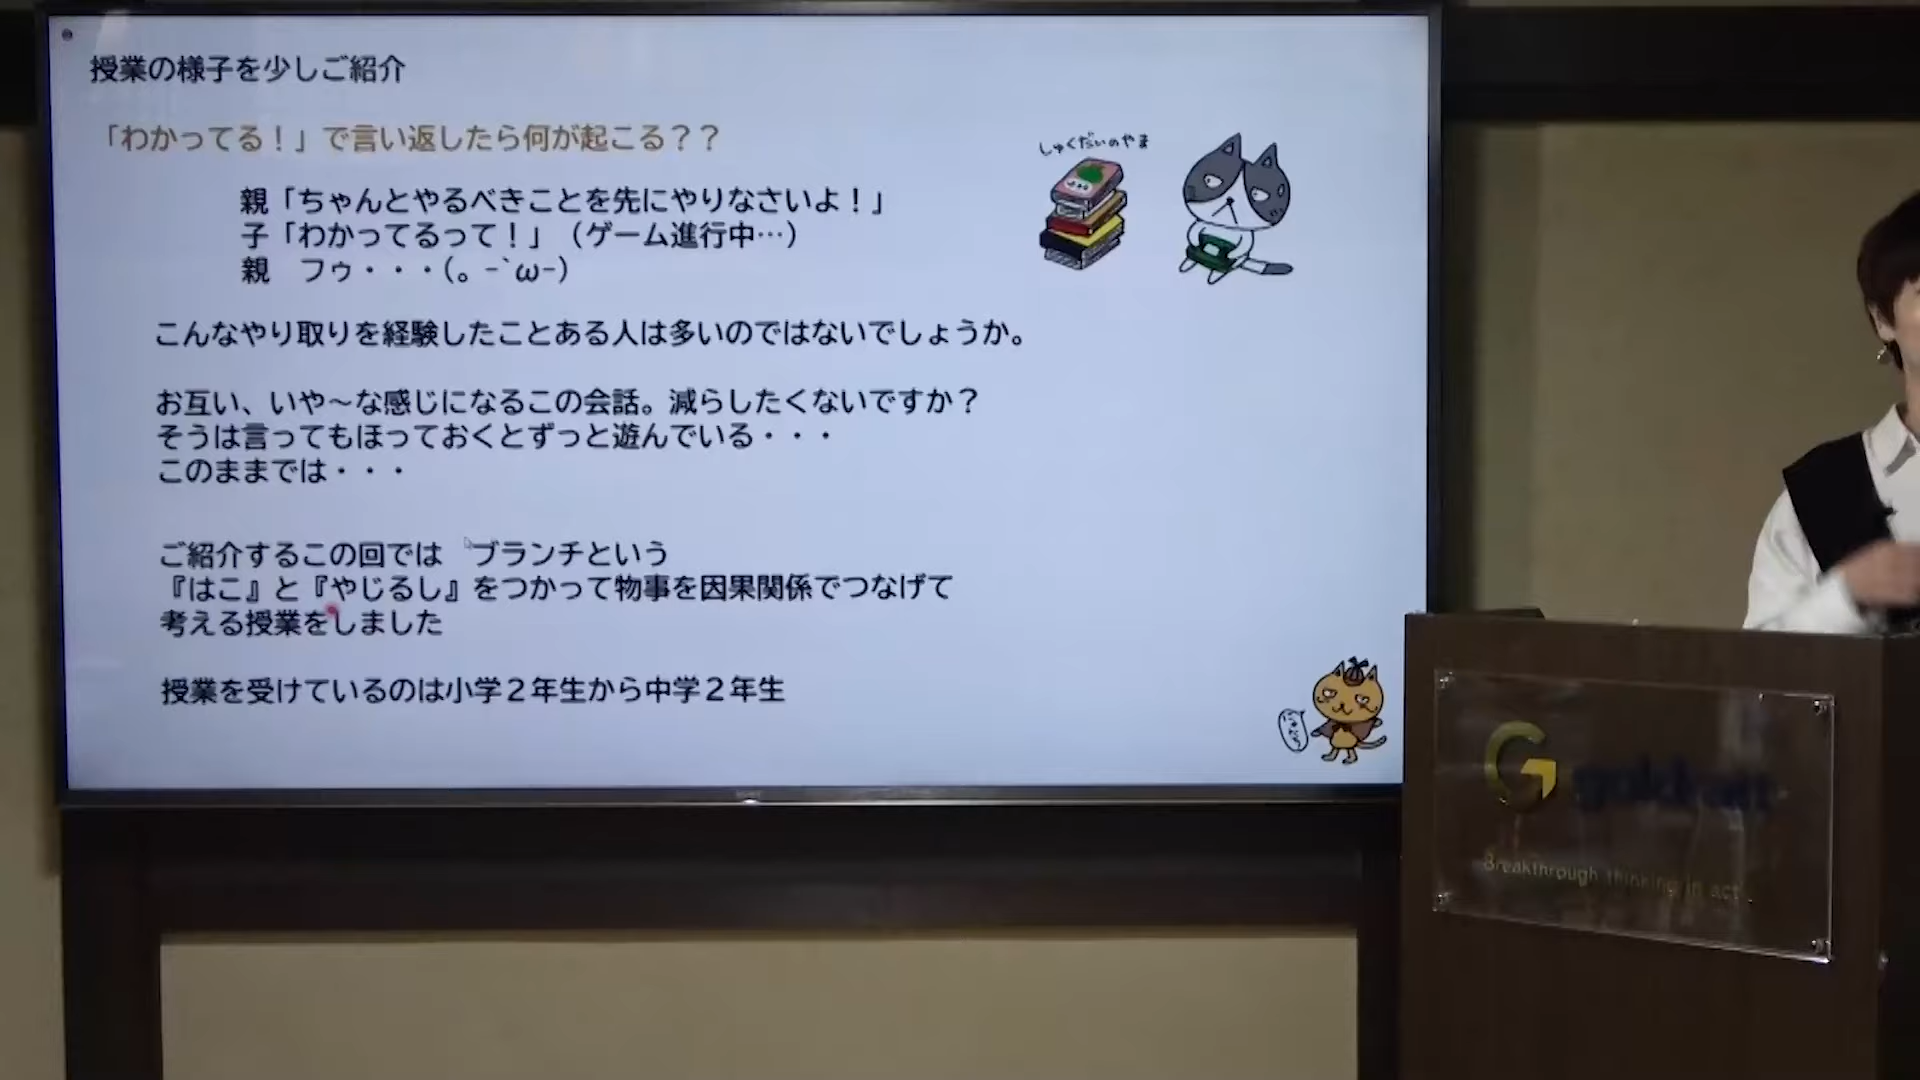 授業の様子を少しご紹介
「わかってる！」で言い返したら何が起こる？？
親「ちゃんとやるべきことを先にやりなさいよ！」
子「わかってるって！」（ゲーム進行中…）
親　フゥ・・・(。-`ω-)
しゅくだいのやま
こんなやり取りを経験したことある人は多いのではないでしょうか。
お互い、いや～な感じになるこの会話。減らしたくないですか？
そうは言ってもほっておくとずっと遊んでいる・・・
このままでは・・・
ご紹介するこの回では　ブランチという
『はこ』と『やじるし』をつかって物事を因果関係でつなげて
考える授業をしました
授業を受けているのは小学２年生から中学２年生
G goldratt
Breakthrough thinking in act